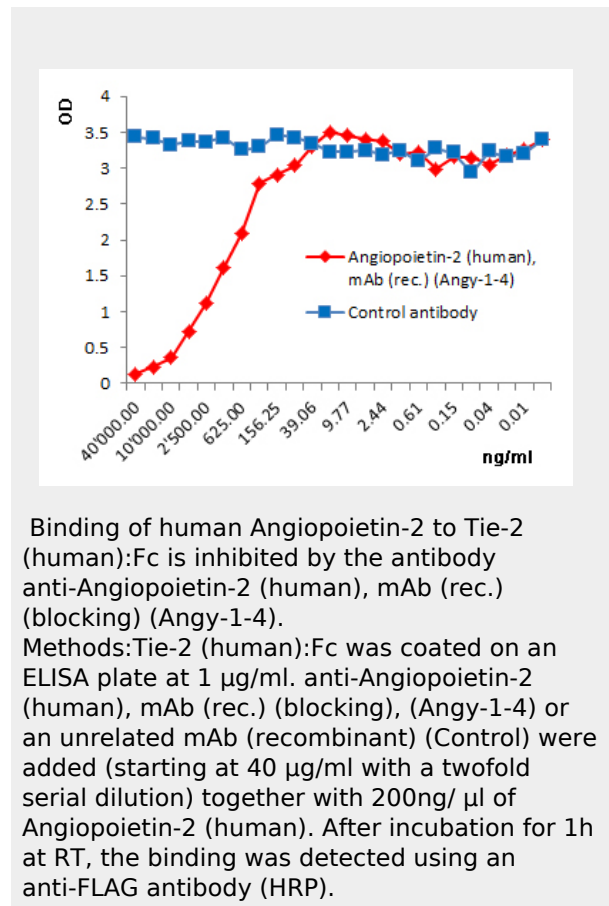 OD
4
3.5
3
2.5
2
1.5
1
0.5
0
Angiopoietin-2 (human),
mAb (rec.) (Angy-1-4)
Control antibody
40'000.00 10'000.00 2'500.00 625.00 156.25 39.06 9.77 2.44 0.61 0.15 0.04 0.01
ng/ml
Binding of human Angiopoietin-2 to Tie-2
(human):Fc is inhibited by the antibody
anti-Angiopoietin-2 (human), mAb (rec.)
(blocking) (Angy-1-4).
Methods:Tie-2 (human):Fc was coated on an
ELISA plate at 1 µg/ml. anti-Angiopoietin-2
(human), mAb (rec.) (blocking), (Angy-1-4) or
an unrelated mAb (recombinant) (Control) were
added (starting at 40 µg/ml with a twofold
serial dilution) together with 200ng/ µl of
Angiopoietin-2 (human). After incubation for 1h
at RT, the binding was detected using an
anti-FLAG antibody (HRP).